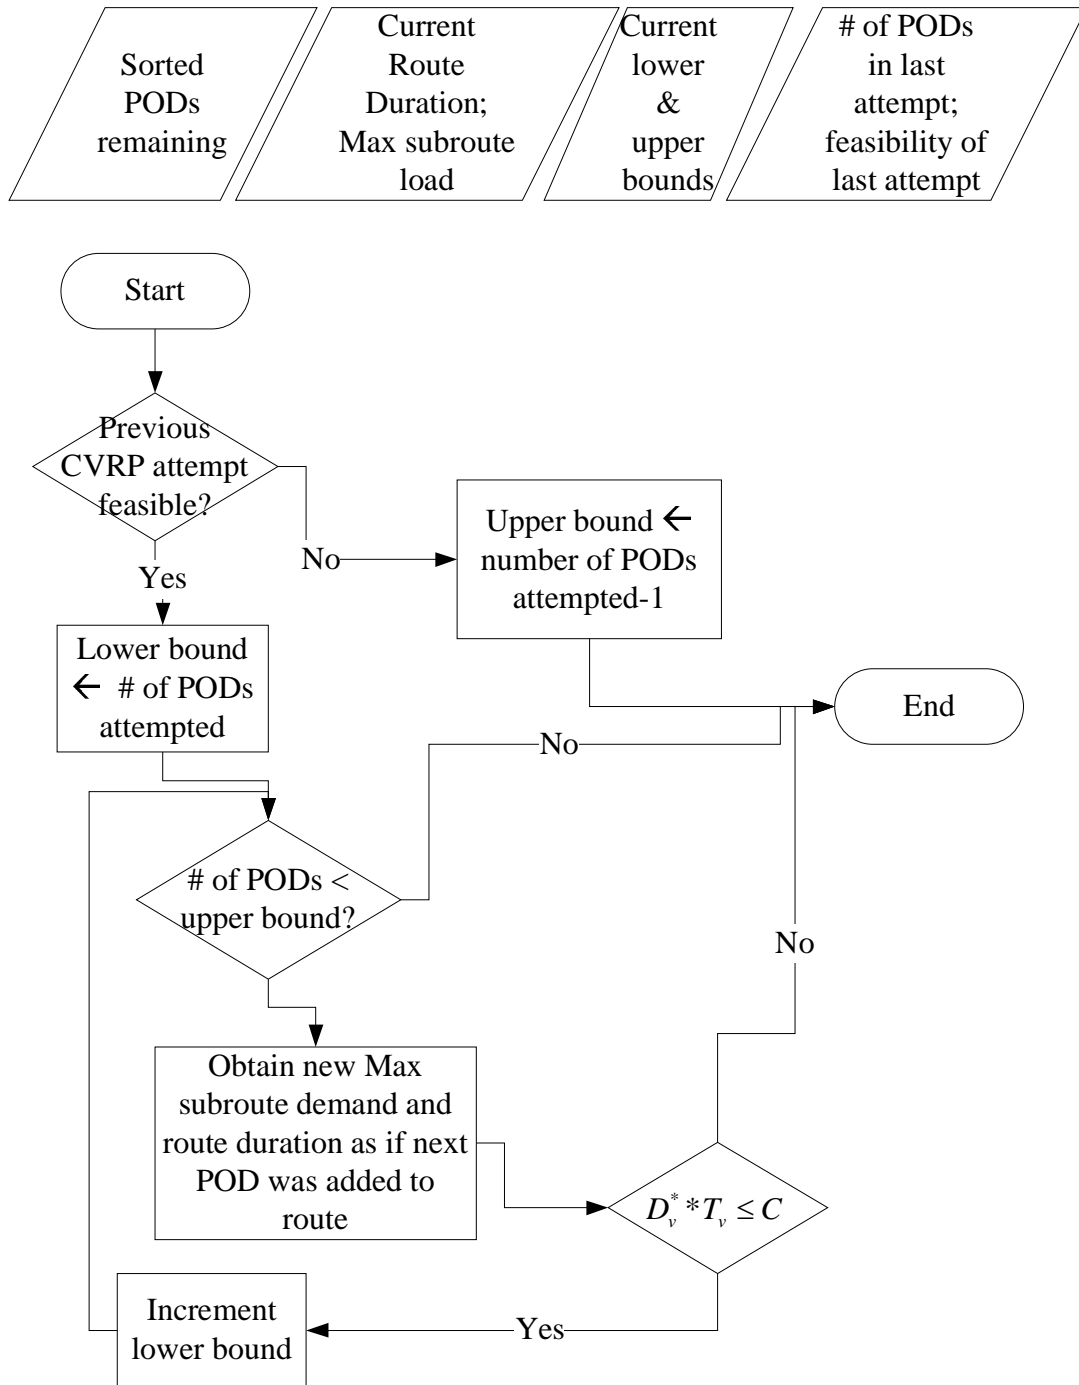 Sorted
PODs
remaining
Current
Route
Duration;
Max subroute
load
Current
lower
&
upper
bounds
# of PODs
in last
attempt;
feasibility of
last attempt
Start
Previous
CVRP attempt
feasible?
No
Yes
Upper bound ←
number of PODs
attempted-1
Lower bound
← # of PODs
attempted
End
No
# of PODs <
upper bound?
No
Obtain new Max
subroute demand and
route duration as if next
POD was added to
route
$D_v^* * T_v \leq C$
Increment
lower bound
Yes